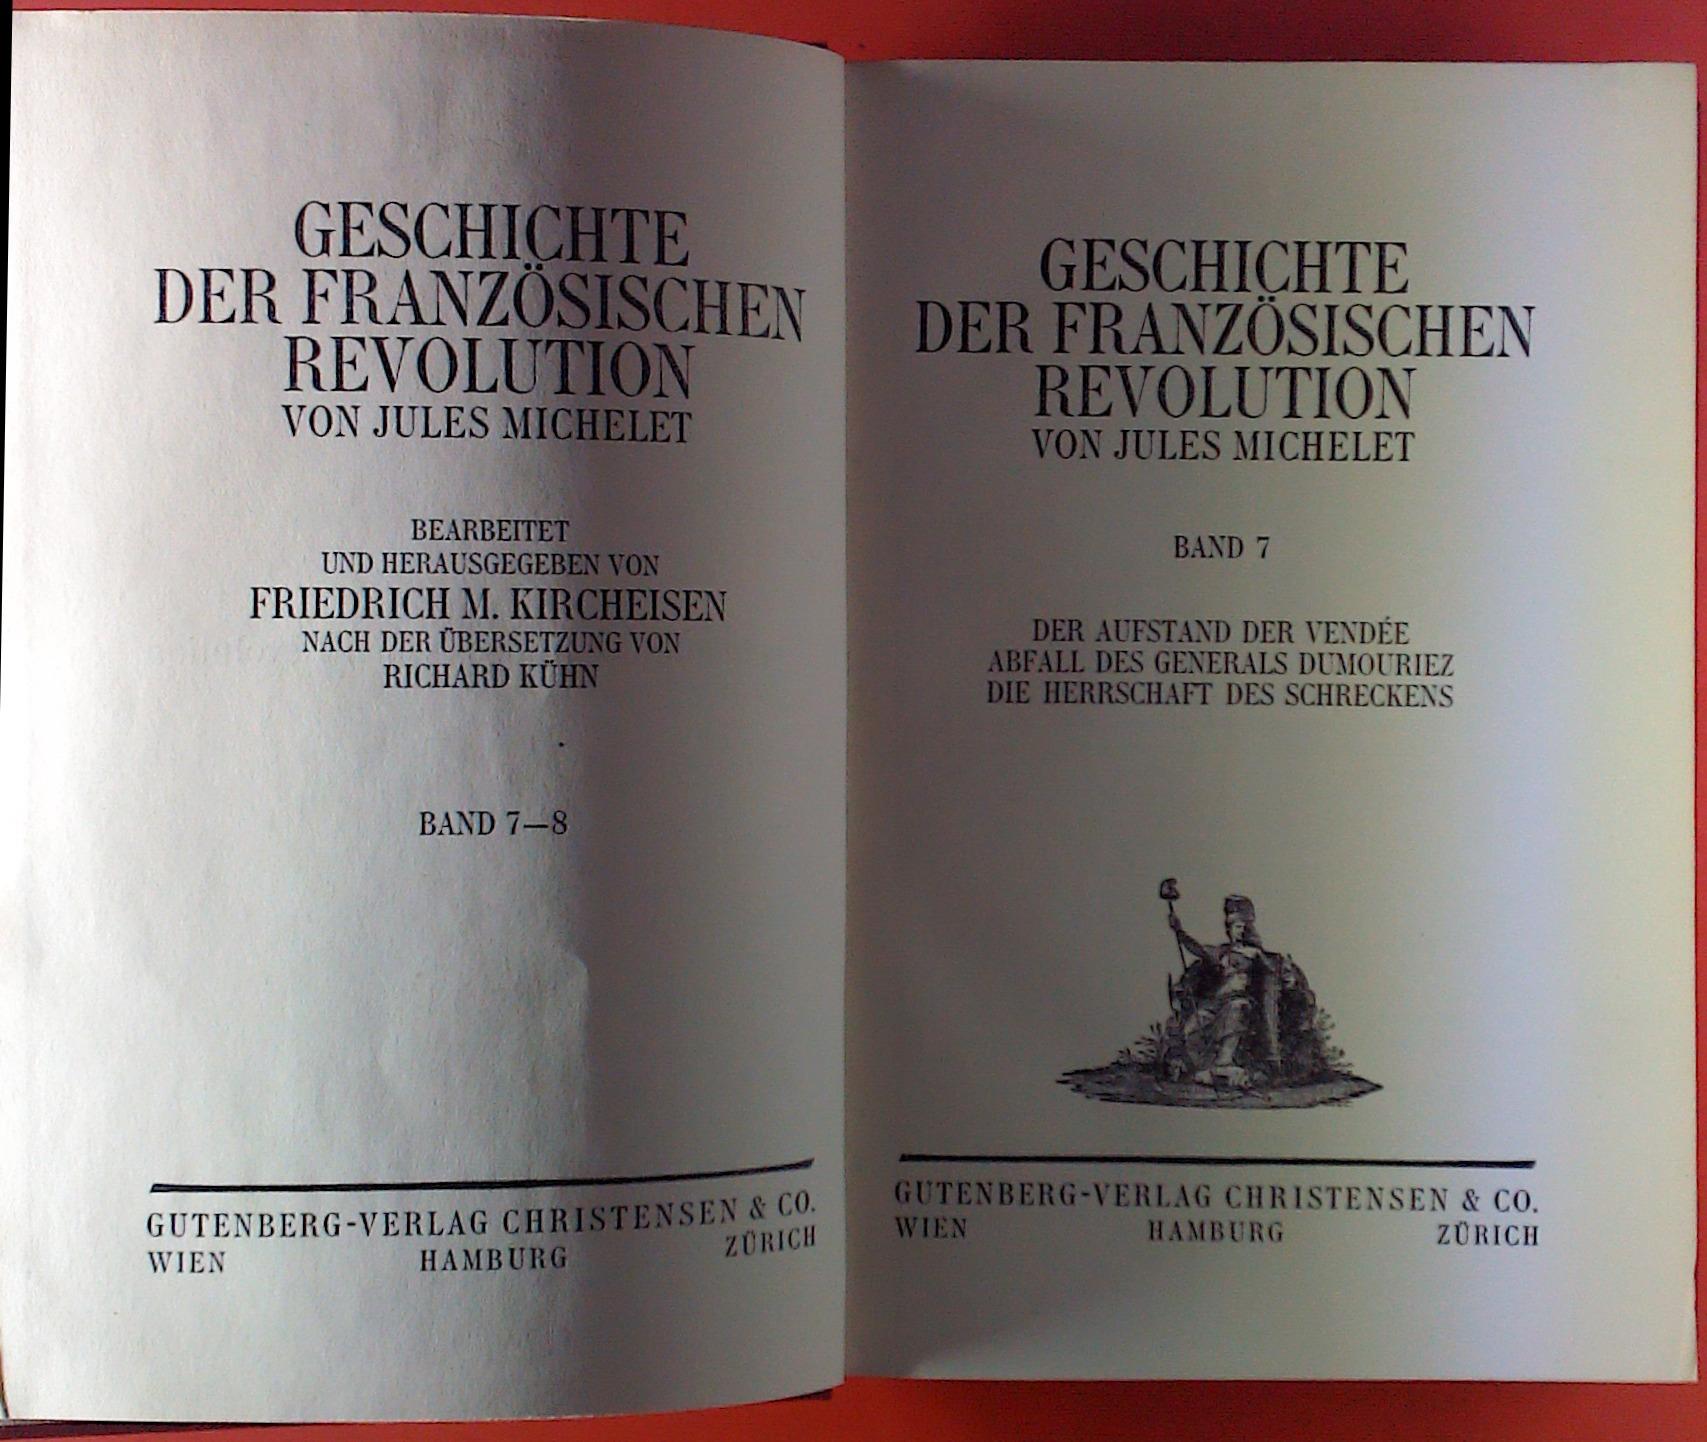 GESCHICHTE
DER FRANZÖSISCHEN
REVOLUTION
VON JULES MICHELET
BEARBEITET
UND HERAUSGEGEBEN VON
FRIEDRICH M. KIRCHEISEN
NACH DER ÜBERSETZUNG VON
RICHARD KÜHN
BAND 7—8
GUTENBERG-VERLAG CHRISTENSEN & CO.
WIEN HAMBURG ZÜRICH
GESCHICHTE
DER FRANZÖSISCHEN
REVOLUTION
VON JULES MICHELET
BAND 7
DER AUFSTAND DER VENDÉE
ABFALL DES GENERALS DUMOURIEZ
DIE HERRSCHAFT DES SCHRECKENS
GUTENBERG-VERLAG CHRISTENSEN & CO.
WIEN HAMBURG ZÜRICH